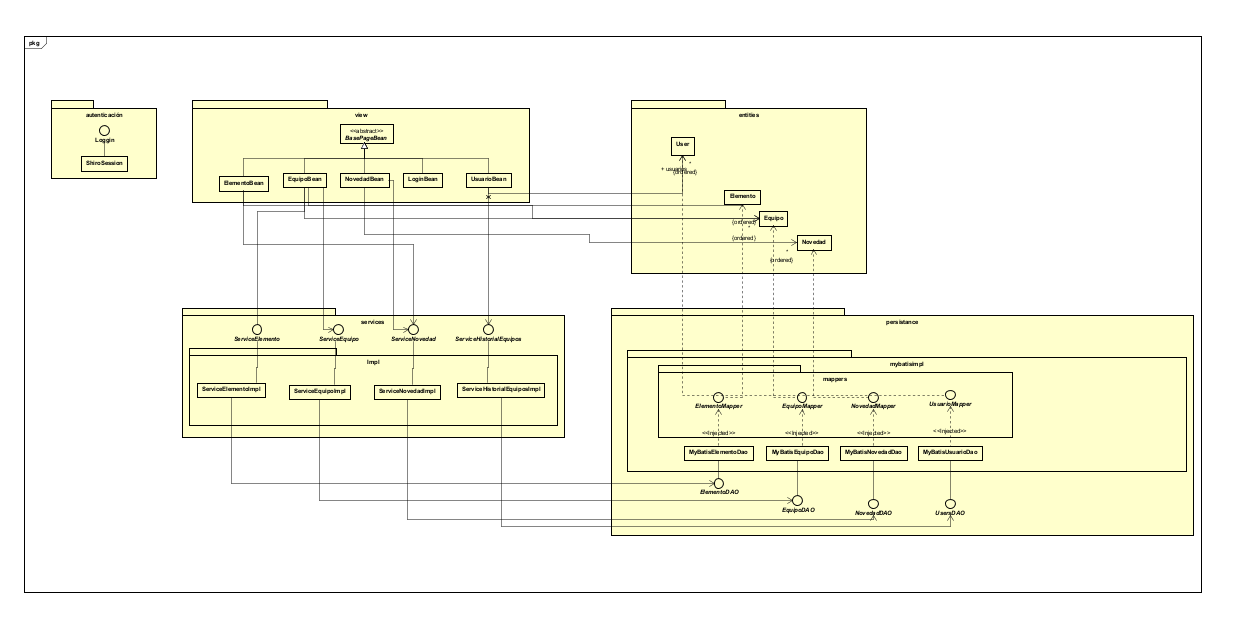 pkg
autenticación
Loggin
ShiroSession
view
<<abstract>>
BasePageBean
ElementoBean
EquipoBean
NovedadBean
LoginBean
UsuarioBean
entities
User
+ usuarios
*
{ordered}
Elemento
Equipo
{ordered}
*
Novedad
{ordered}
*
{ordered}
services
ServiceElemento
ServiceEquipo
ServiceNovedad
ServiceHistorialEquipos
Impl
ServiceElementoImpl
ServiceEquipoImpl
ServiceNovedadImpl
ServiceHistorialEquiposImpl
persistance
mybatisimpl
mappers
ElementoMapper
EquipoMapper
NovedadMapper
UsuarioMapper
<<Injected>>
<<Injected>>
<<Injected>>
<<Injected>>
MyBatisElementoDao
MyBatisEquipoDao
MyBatisNovedadDao
MyBatisUsuarioDao
ElementoDAO
EquipoDAO
NovedadDAO
UsersDAO